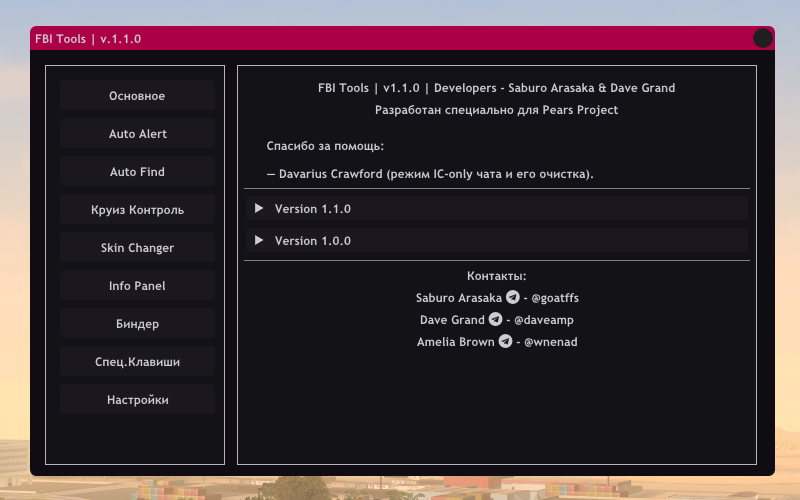 FBI Tools | v.1.1.0
Основное
Auto Alert
Auto Find
Круиз Контроль
Skin Changer
Info Panel
Биндер
Спец.Клавиши
Настройки
FBI Tools | v1.1.0 | Developers - Saburo Arasaka & Dave Grand
Разработан специально для Pears Project
Спасибо за помощь:
— Davarius Crawford (режим IC-only чата и его очистка).
Version 1.1.0
Version 1.0.0
Контакты:
Saburo Arasaka - @goatffs
Dave Grand - @daveamp
Amelia Brown - @wnenad